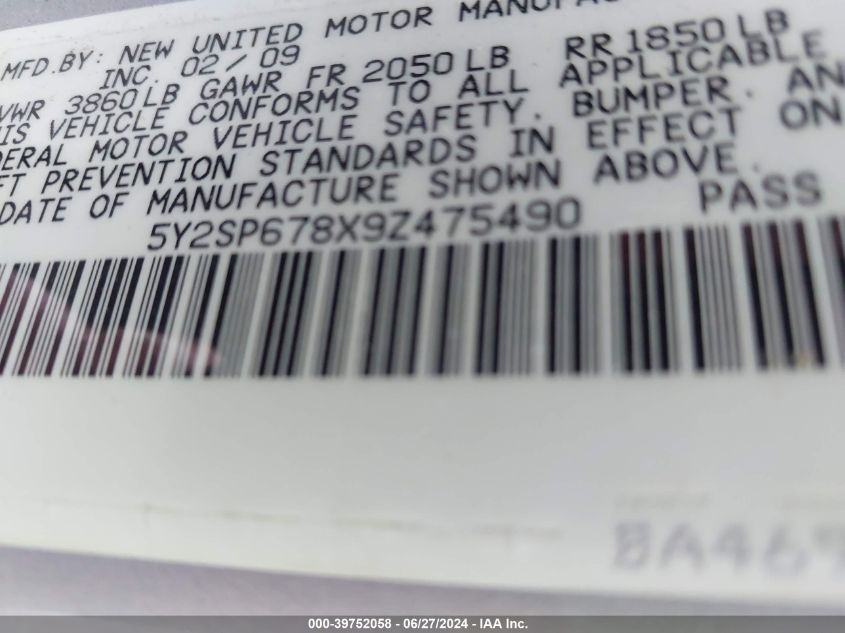 MFD.BY: NEW UNITED MOTOR
INC. 02/09
VWR 3860LB GAWR FR 2050LB RR 1850LB
IS VEHICLE CONFORMS TO ALL APPLICABLE
ERAL MOTOR VEHICLE SAFETY, BUMPER, AN
FT PREVENTION STANDARDS IN EFFECT ON
DATE OF MANUFACTURE SHOWN ABOVE.
5Y2SP678X9Z475490 PASS
000-39752058 - 06/27/2024 - IAA Inc.